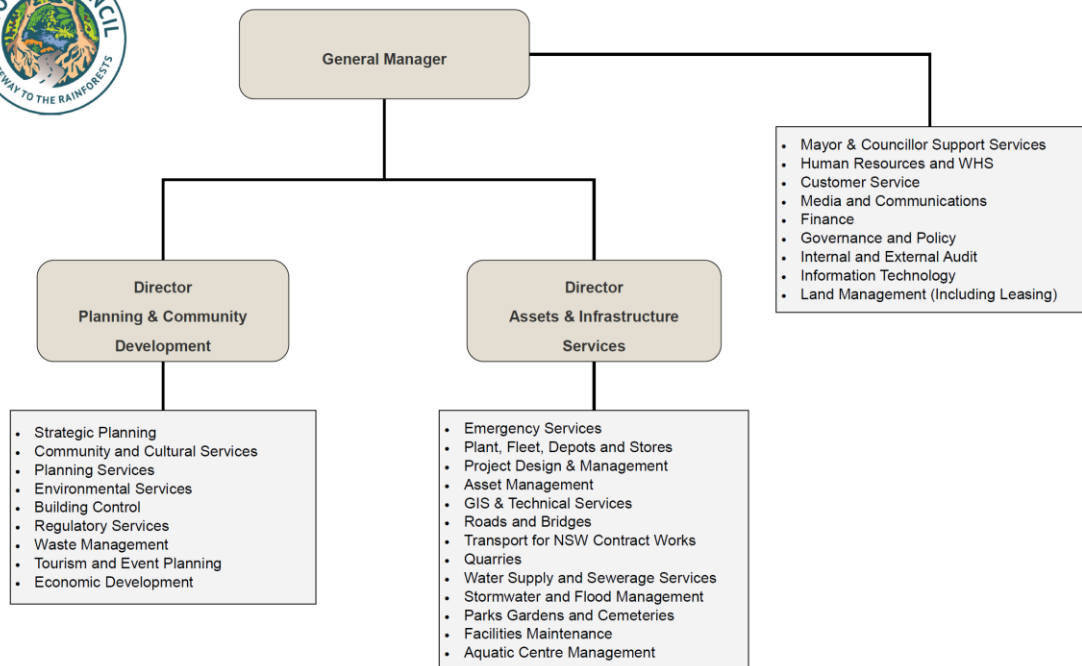 GATEWAY TO THE RAINFORESTS
General Manager
• Mayor & Councillor Support Services
• Human Resources and WHS
• Customer Service
• Media and Communications
• Finance
• Governance and Policy
• Internal and External Audit
• Information Technology
• Land Management (Including Leasing)
Director
Planning & Community
Development
• Strategic Planning
• Community and Cultural Services
• Planning Services
• Environmental Services
• Building Control
• Regulatory Services
• Waste Management
• Tourism and Event Planning
• Economic Development
Director
Assets & Infrastructure
Services
• Emergency Services
• Plant, Fleet, Depots and Stores
• Project Design & Management
• Asset Management
• GIS & Technical Services
• Roads and Bridges
• Transport for NSW Contract Works
• Quarries
• Water Supply and Sewerage Services
• Stormwater and Flood Management
• Parks Gardens and Cemeteries
• Facilities Maintenance
• Aquatic Centre Management